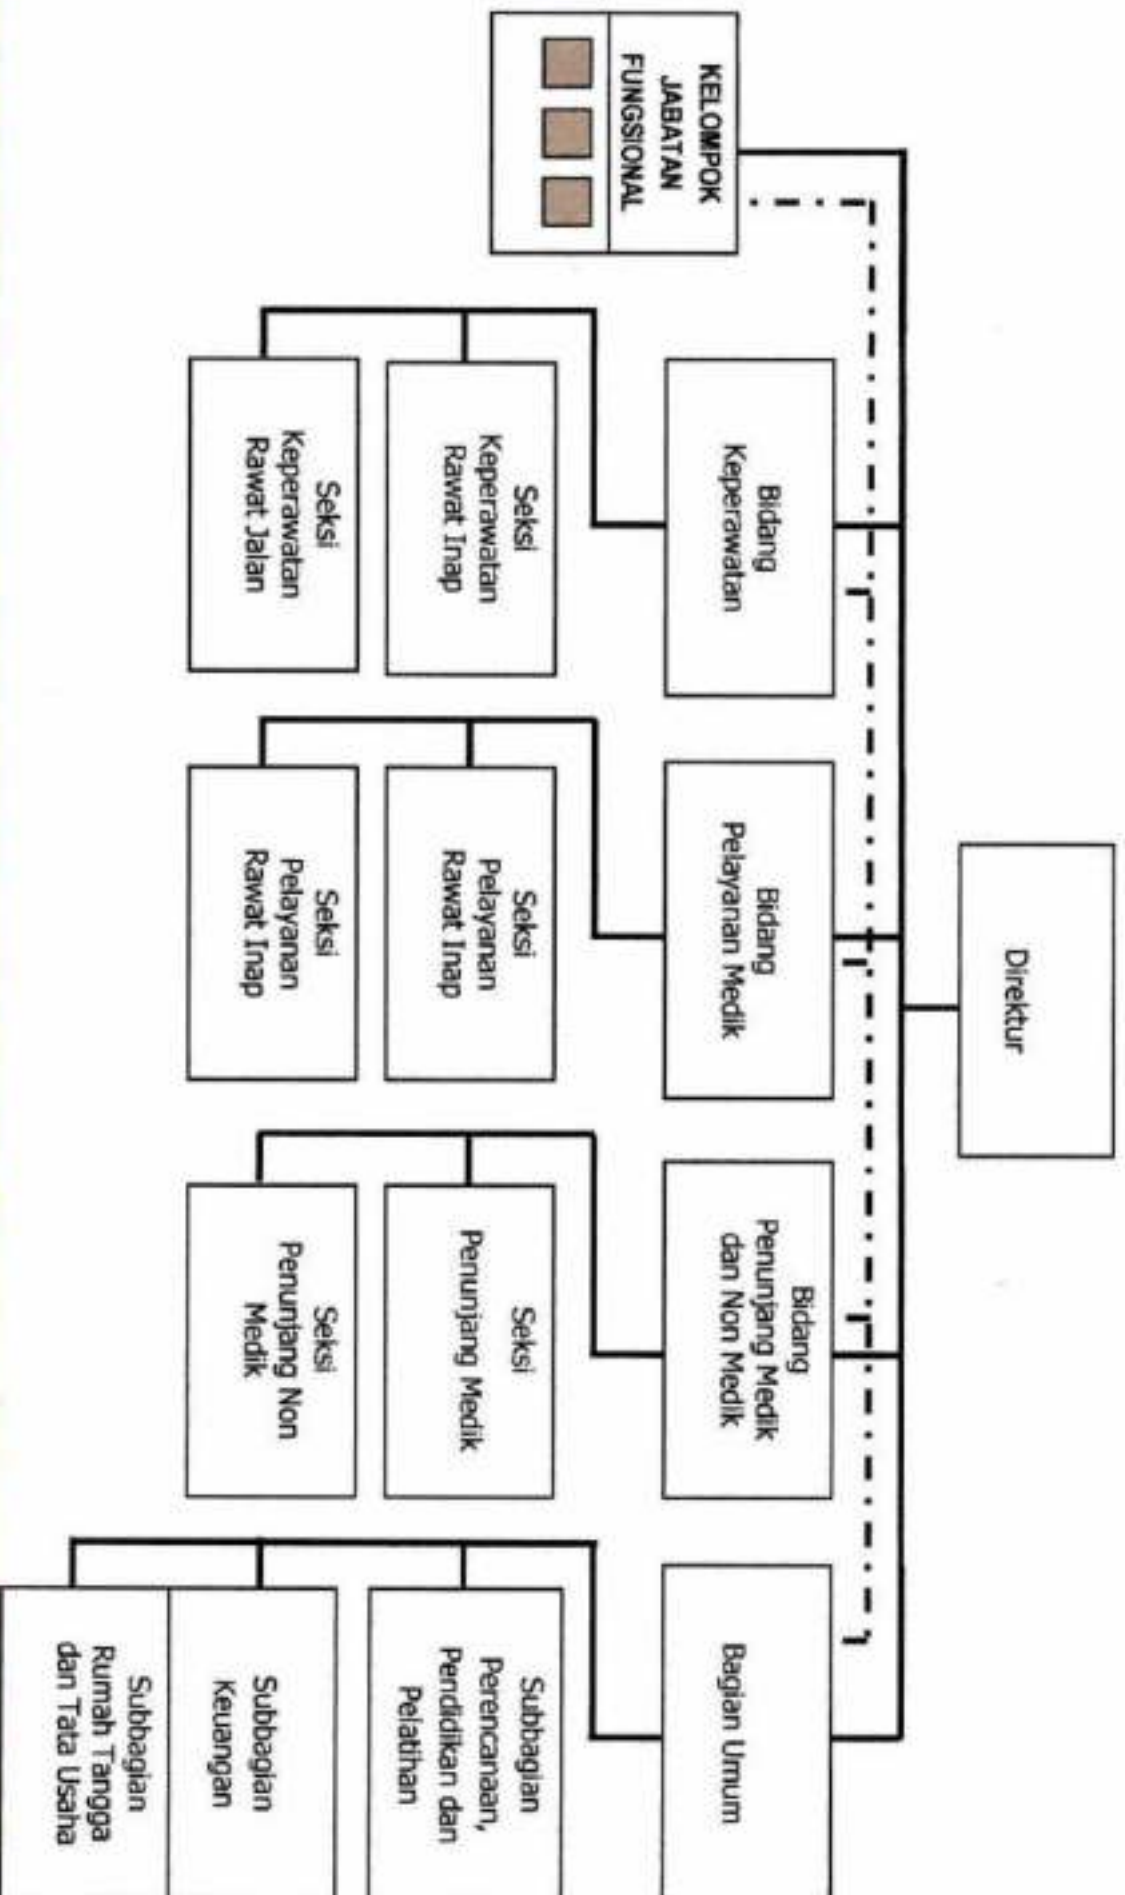 Direktur
KELOMPOK
JABATAN
FUNGSIONAL
Bidang
Keperawatan
Seksi
Keperawatan
Rawat Inap
Seksi
Keperawatan
Rawat Jalan
Bidang
Pelayanan Medik
Seksi
Pelayanan
Rawat Inap
Seksi
Pelayanan
Rawat Inap
Bidang
Penunjang Medik
dan Non Medik
Seksi
Penunjang Medik
Seksi
Penunjang Non
Medik
Bagian Umum
Subbagian
Perencanaan,
Pendidikan dan
Pelatihan
Subbagian
Keuangan
Subbagian
Rumah Tangga
dan Tata Usaha